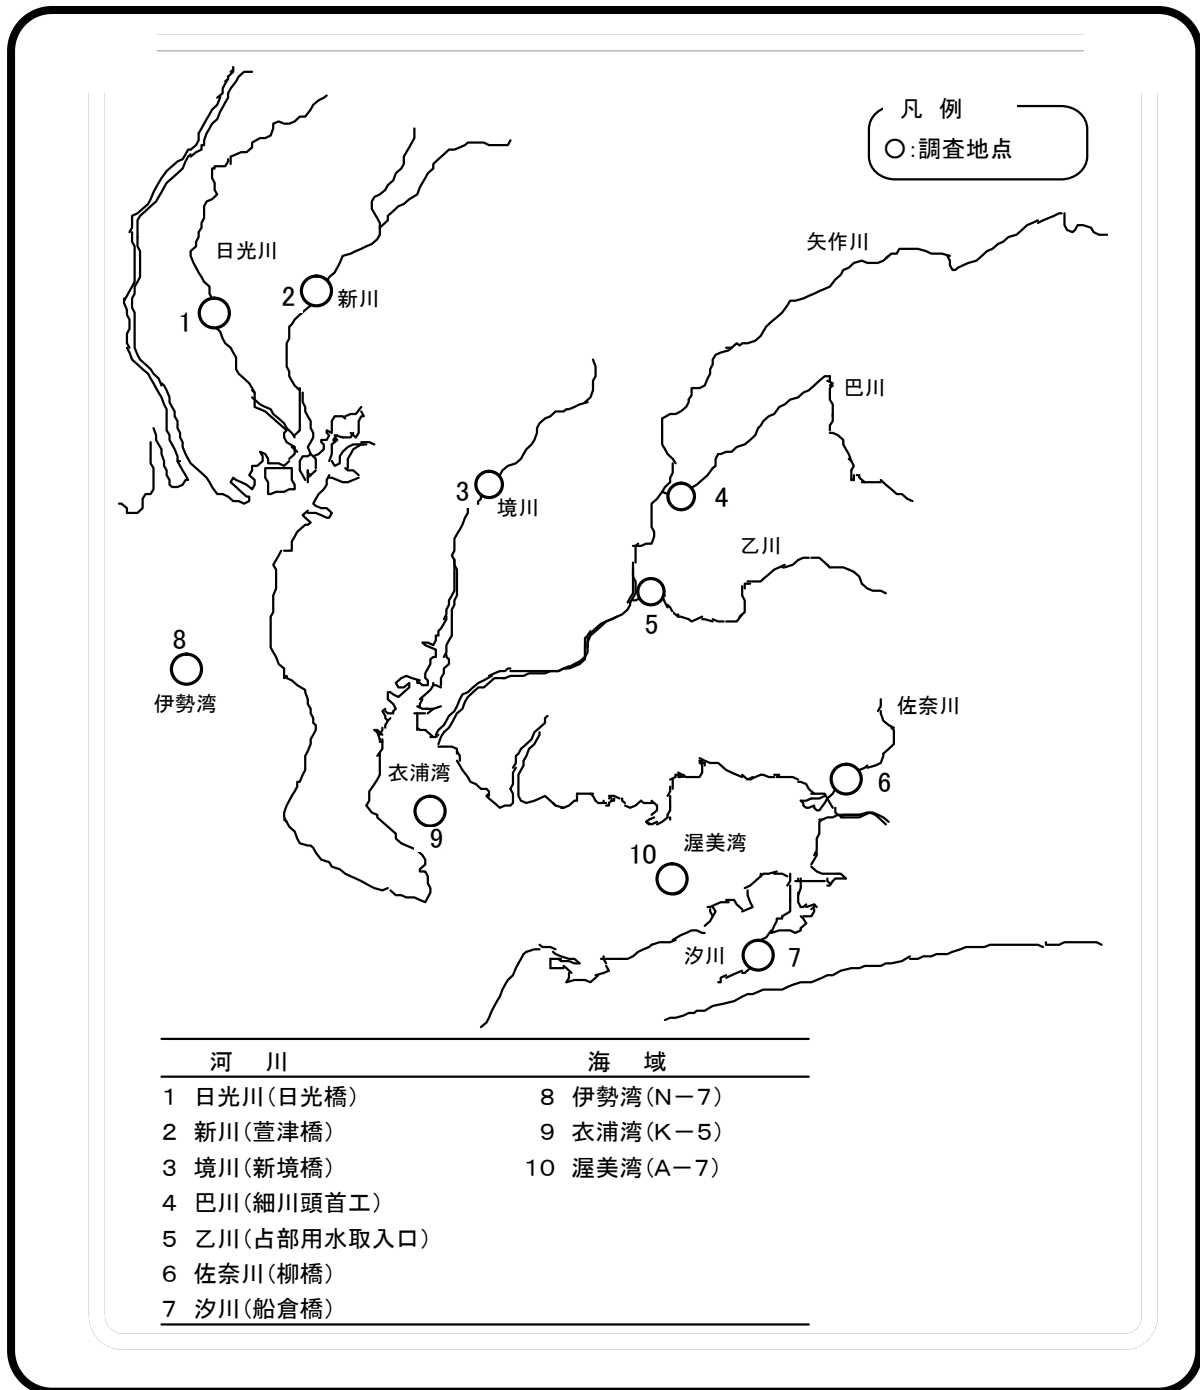 凡 例
○:調査地点
矢作川
日光川
2
新川
1
巴川
3
境川
4
乙川
5
8
伊勢湾
佐奈川
衣浦湾
9
6
10
渥美湾
汐川
7
河 川 海 域
1 日光川(日光橋) 8 伊勢湾(N-7)
2 新川(萱津橋) 9 衣浦湾(K-5)
3 境川(新境橋) 10 渥美湾(A-7)
4 巴川(細川頭首工)
5 乙川(占部用水取入口)
6 佐奈川(柳橋)
7 汐川(船倉橋)